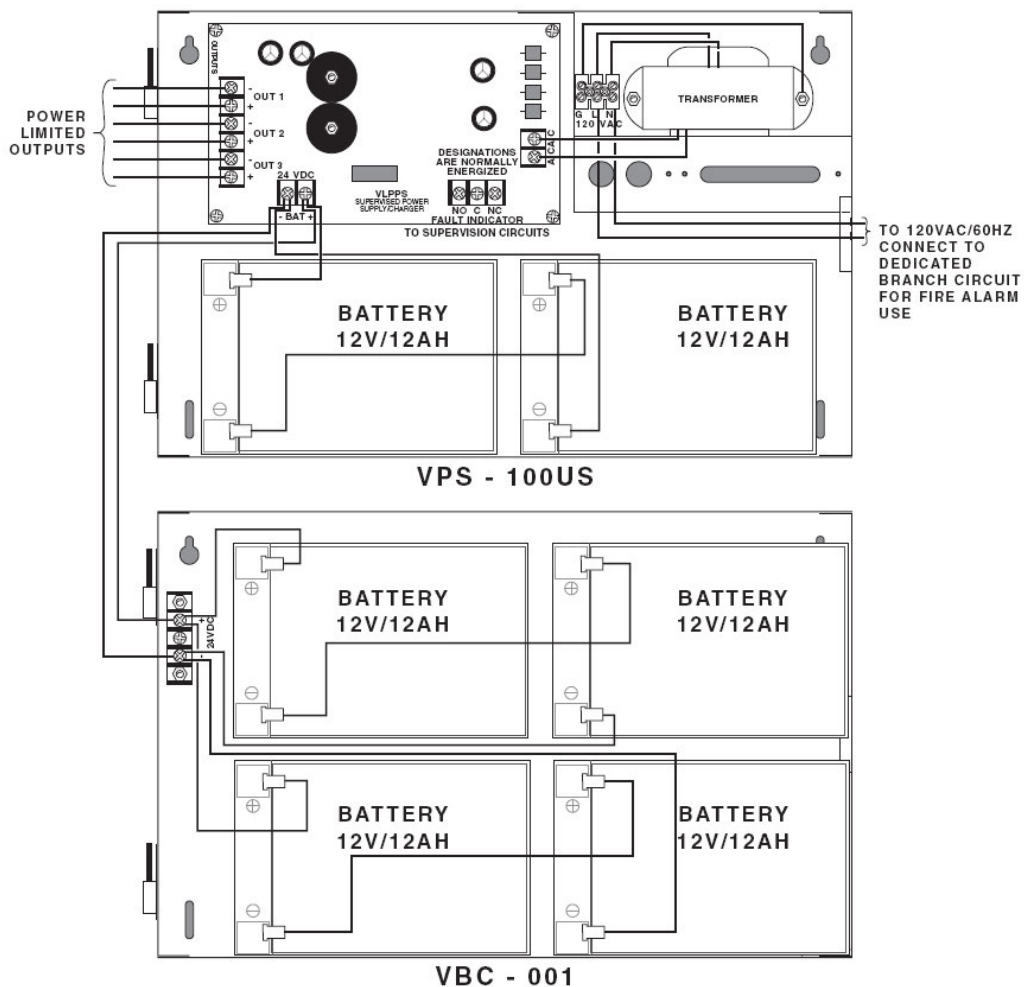 OUTPUTS
POWER
LIMITED
OUTPUTS
-
OUT 1
+
-
OUT 2
+
-
OUT 3
+
24 VDC
- BAT +
VLPPS
SUPERVISED POWER
SUPPLY/CHARGER
DESIGNATIONS
ARE NORMALLY
ENERGIZED
NO C NC
FAULT INDICATOR
TO SUPERVISION CIRCUITS
AC AC
G L N
120 VAC
TRANSFORMER
TO 120VAC/60HZ
CONNECT TO
DEDICATED
BRANCH CIRCUIT
FOR FIRE ALARM
USE
BATTERY
12V/12AH
+
-
BATTERY
12V/12AH
+
-
VPS - 100US
+
24VDC
-
BATTERY
12V/12AH
+
-
BATTERY
12V/12AH
+
-
BATTERY
12V/12AH
+
-
BATTERY
12V/12AH
+
-
VBC - 001